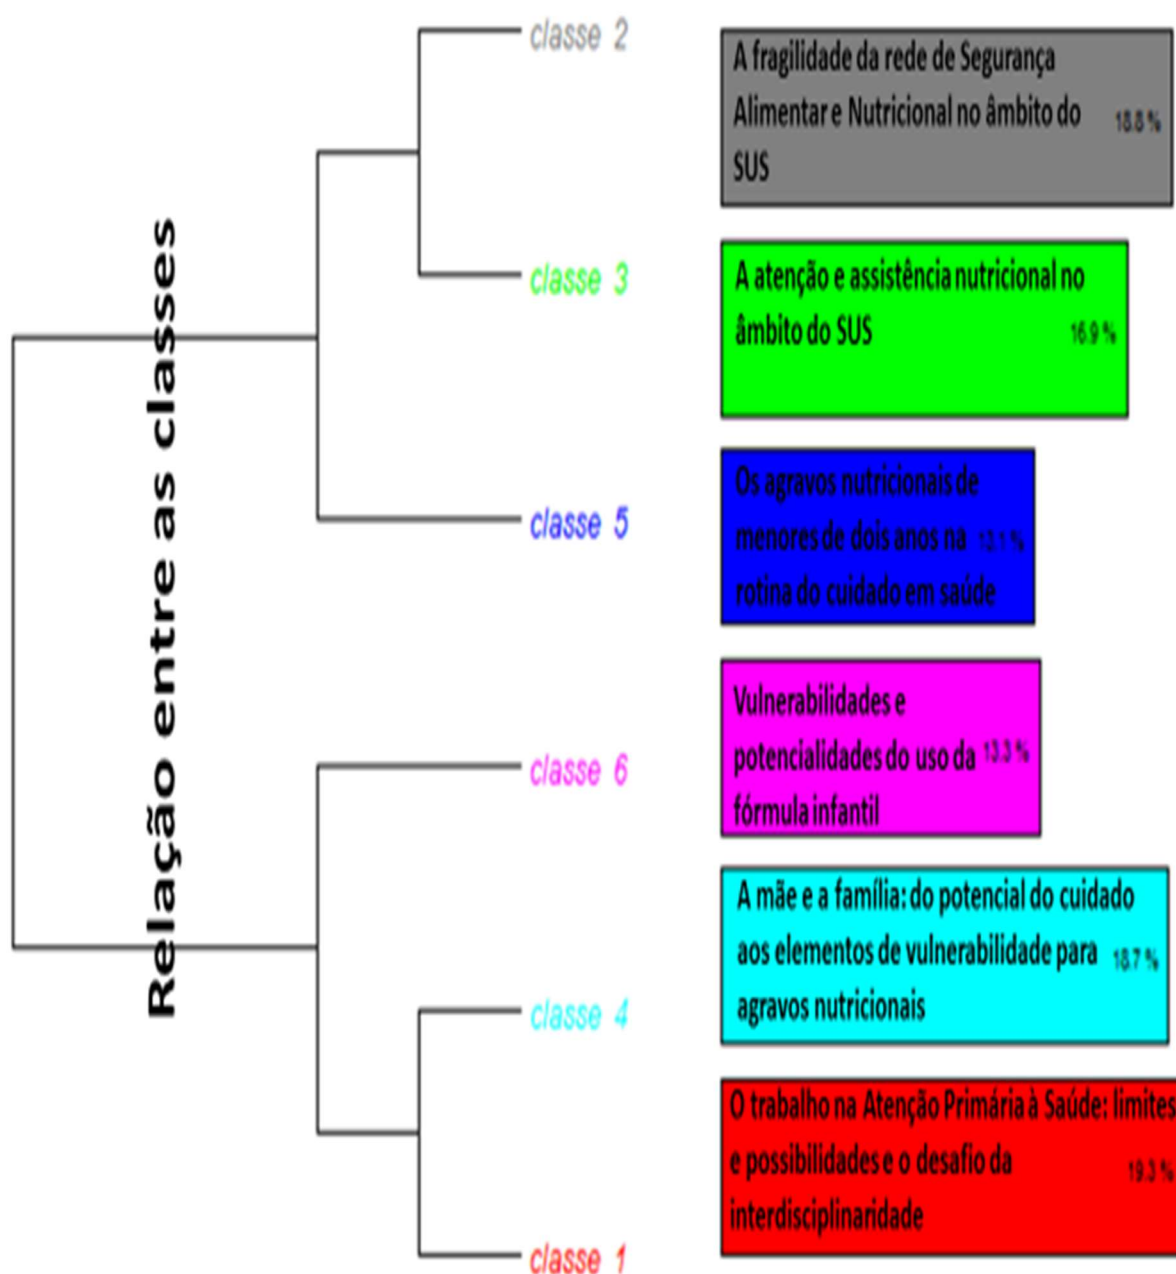 Relação entre as classes
classe 2
A fragilidade da rede de Segurança
Alimentar e Nutricional no âmbito do
SUS
18.8 %
classe 3
A atenção e assistência nutricional no
âmbito do SUS
16.9 %
classe 5
Os agravos nutricionais de
menores de dois anos na
rotina do cuidado em saúde
13.1 %
classe 6
Vulnerabilidades e
potencialidades do uso da
fórmula infantil
13.3 %
classe 4
A mãe e a família: do potencial do cuidado
aos elementos de vulnerabilidade para
agravos nutricionais
18.7 %
classe 1
O trabalho na Atenção Primária à Saúde: limites
e possibilidades e o desafio da
interdisciplinaridade
19.3 %